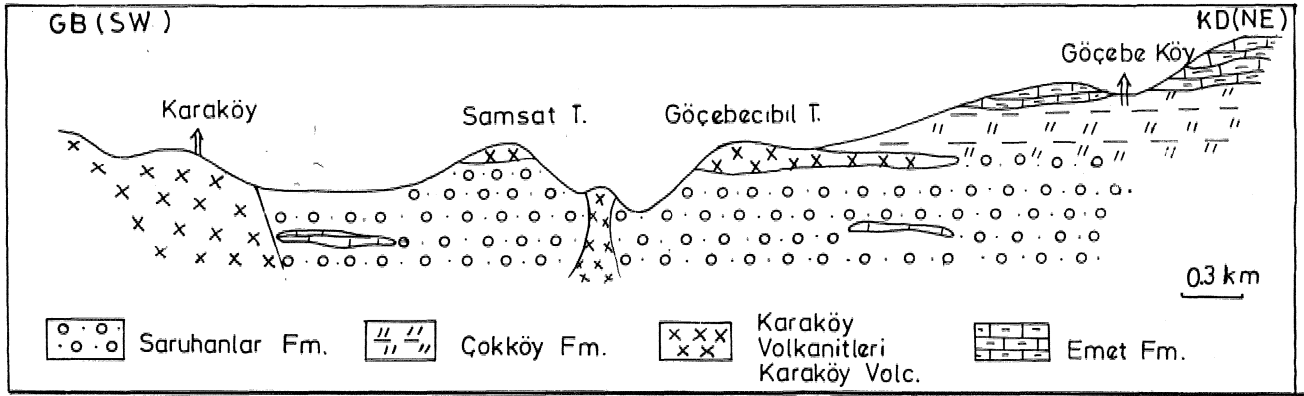 GB (SW)
KD(NE)
Göçebe Köy
Karaköy
Samsat T.
Göçebecıbıl T.
0.3 km
Saruhanlar Fm.
Çokköy Fm.
Karaköy
Volkanitleri
Karaköy Volc.
Emet Fm.